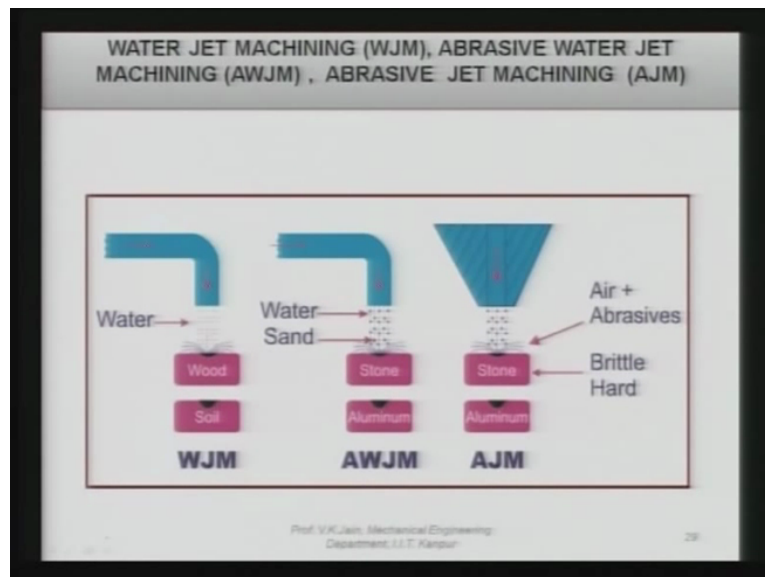 WATER JET MACHINING (WJM), ABRASIVE WATER JET
MACHINING (AWJM) , ABRASIVE JET MACHINING (AJM)
Water
Wood
Soil
WJM
Water
Sand
Stone
Aluminum
AWJM
Air +
Abrasives
Stone
Brittle
Hard
Aluminum
AJM
Prof. V.K.Jain, Mechanical Engineering
Department, I.I.T. Kanpur
29